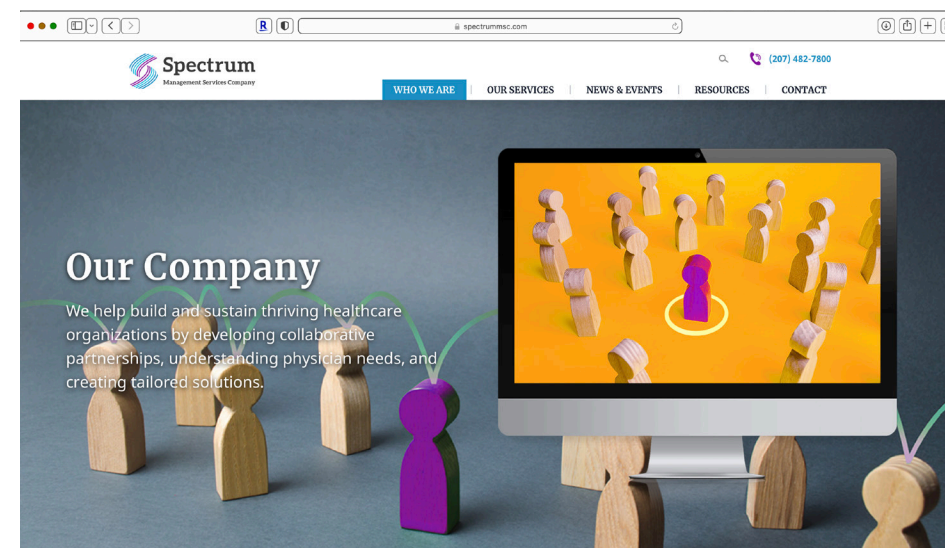 R
spectrummsc.com
Spectrum
Management Services Company
(207) 482-7800
WHO WE ARE
OUR SERVICES
NEWS & EVENTS
RESOURCES
CONTACT
Our Company
We help build and sustain thriving healthcare
organizations by developing collaborative
partnerships, understanding physician needs, and
creating tailored solutions.